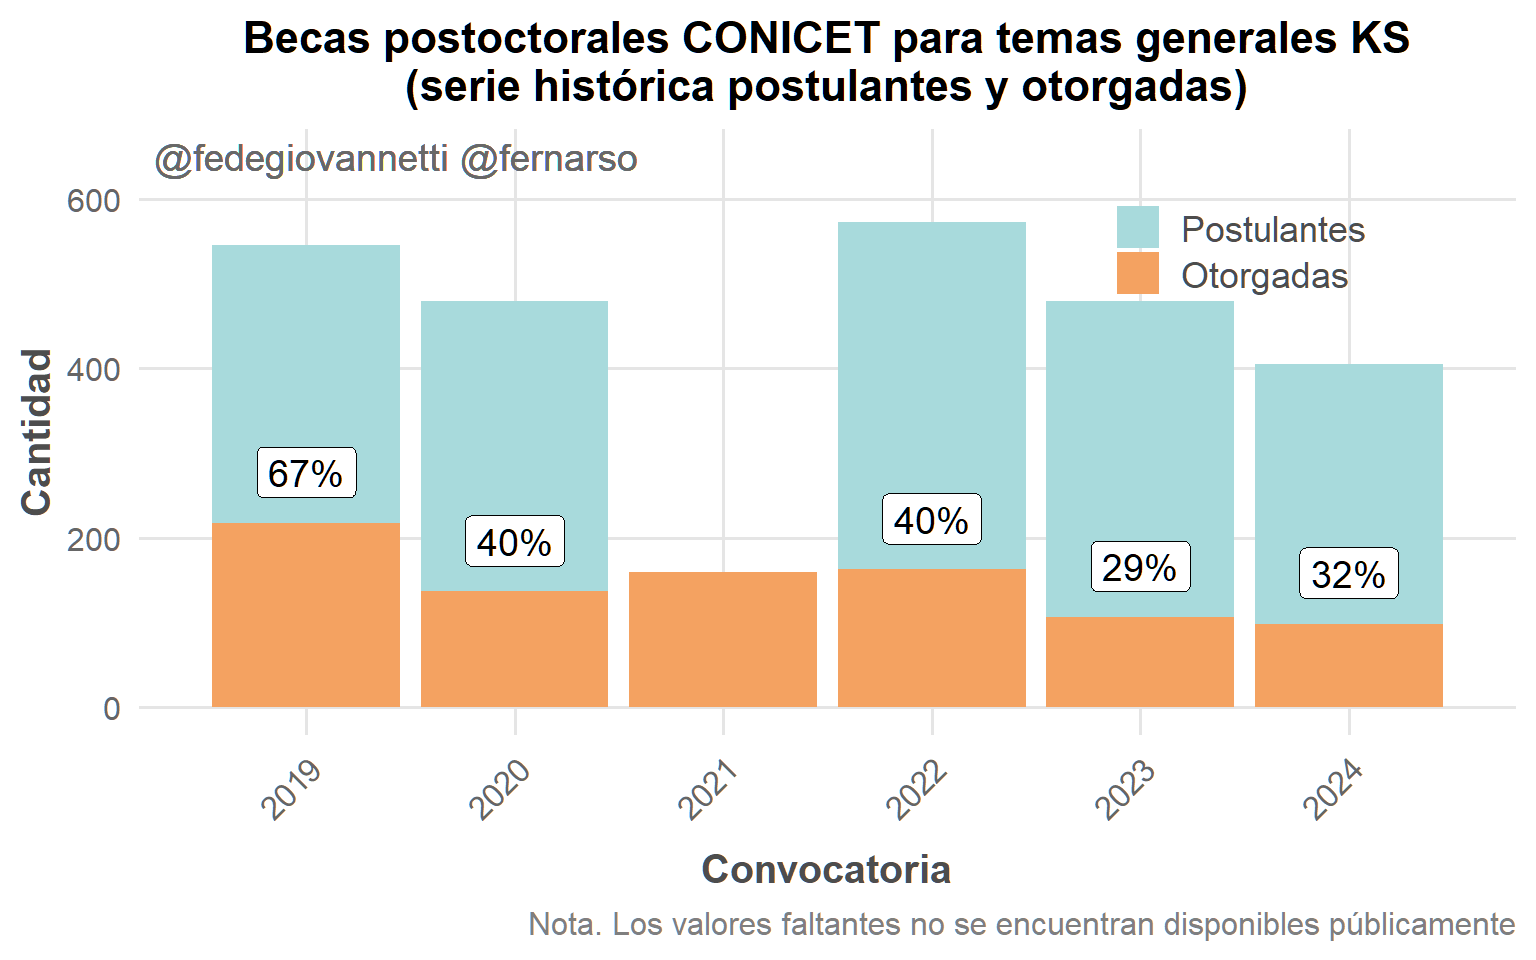 Becas postoctorales CONICET para temas generales KS
(serie histórica postulantes y otorgadas)
@fedegiovannetti @fernarso
Postulantes
Otorgadas
Cantidad
600
400
200
0
67%
40%
40%
29%
32%
2019
2020
2021
2022
2023
2024
Convocatoria
Nota. Los valores faltantes no se encuentran disponibles públicamente